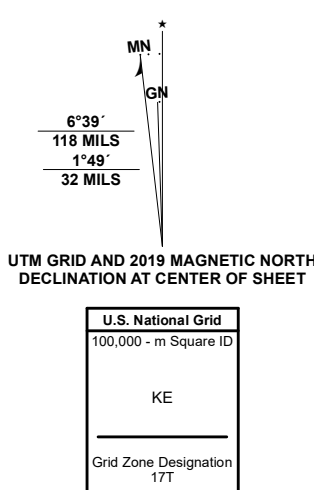 ★
MN
GN
6°39´
118 MILS
1°49´
32 MILS
UTM GRID AND 2019 MAGNETIC NORTH
DECLINATION AT CENTER OF SHEET
U.S. National Grid
100,000 - m Square ID
KE
Grid Zone Designation
17T